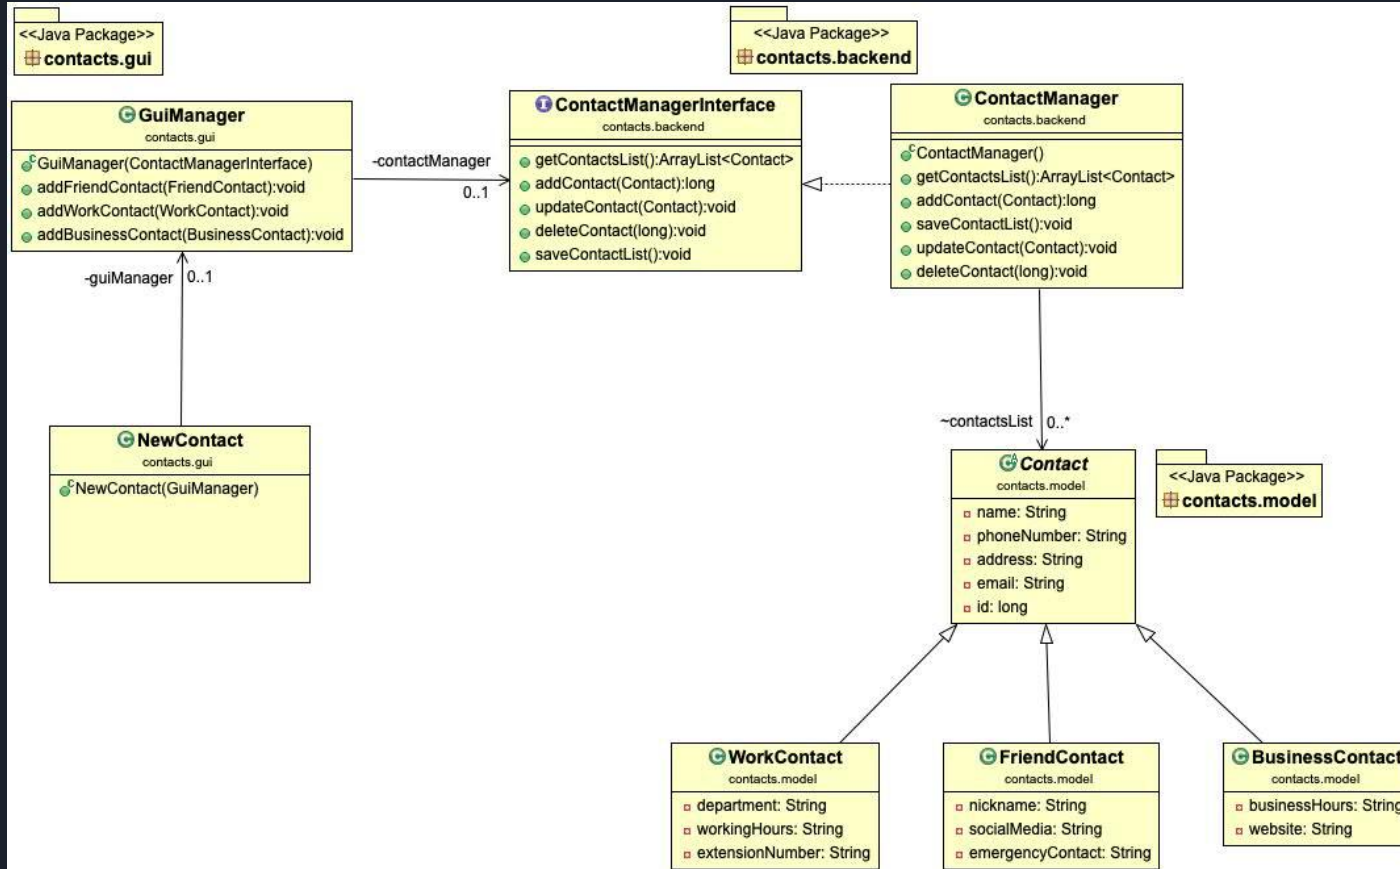 <<Java Package>>
contacts.gui
<<Java Package>>
contacts.backend
GuiManager
contacts.gui
GuiManager(ContactManagerInterface)
addFriendContact(FriendContact):void
addWorkContact(WorkContact):void
addBusinessContact(BusinessContact):void
-contactManager
0..1
ContactManagerInterface
contacts.backend
getContactsList():ArrayList<Contact>
addContact(Contact):long
updateContact(Contact):void
deleteContact(long):void
saveContactList():void
ContactManager
contacts.backend
ContactManager()
getContactsList():ArrayList<Contact>
addContact(Contact):long
saveContactList():void
updateContact(Contact):void
deleteContact(long):void
-guiManager
0..1
NewContact
contacts.gui
NewContact(GuiManager)
~contactsList
0..*
Contact
contacts.model
name: String
phoneNumber: String
address: String
email: String
id: long
<<Java Package>>
contacts.model
WorkContact
contacts.model
department: String
workingHours: String
extensionNumber: String
FriendContact
contacts.model
nickname: String
socialMedia: String
emergencyContact: String
BusinessContact
contacts.model
businessHours: String
website: String